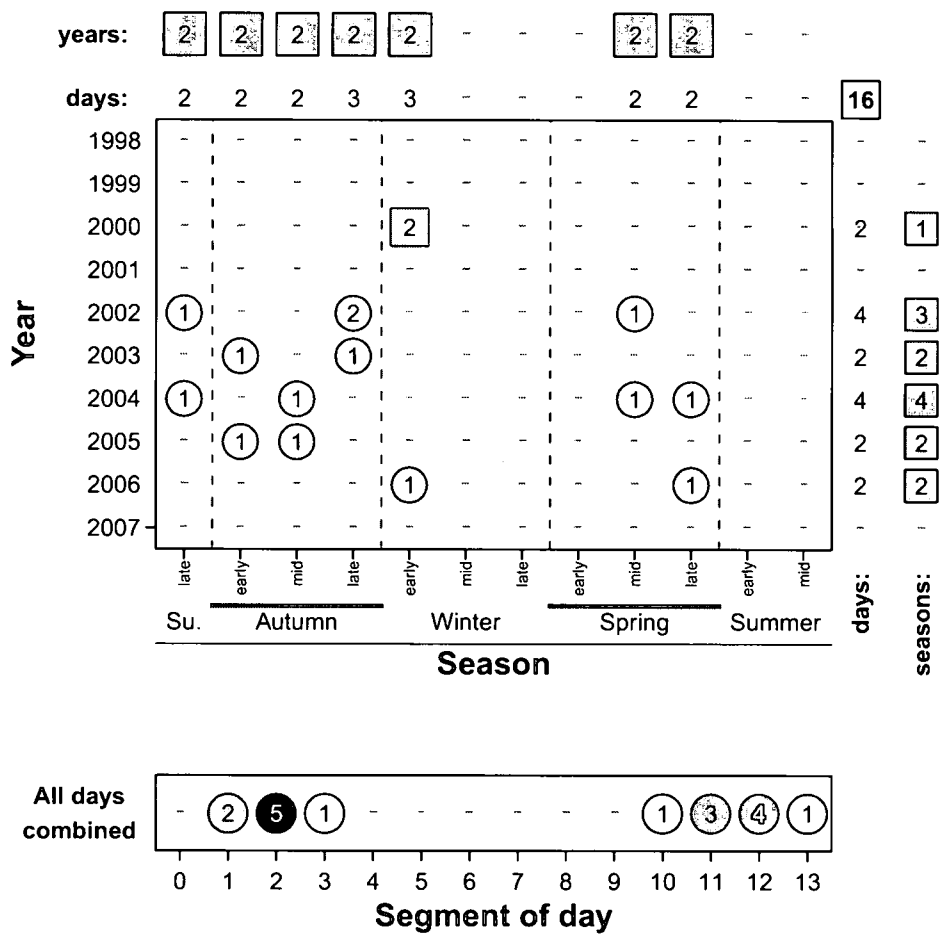 years: 2 2 2 2 2 - - - 2 2 - -
days: 2 2 2 3 3 - - - 2 2 - - 16
1998 - - - - - - - - - - - - - -
1999 - - - - - - - - - - - - - -
2000 - - - - 2 - - - - - - - 2 1
2001 - - - - - - - - - - - - - -
2002 1 - - 2 - - - - 1 - - - 4 3
2003 - 1 - 1 - - - - - - - - 2 2
2004 1 - 1 - - - - - 1 1 - - 4 4
2005 - 1 1 - - - - - - - - - 2 2
2006 - - - - 1 - - - - 1 - - 2 2
2007 - - - - - - - - - - - - - -
Year
late early mid late early mid late early mid late early mid
days:
seasons:
Su. Autumn Winter Spring Summer
Season
All days
combined
- 2 5 1 - - - - - - 1 3 4 1
0 1 2 3 4 5 6 7 8 9 10 11 12 13
Segment of day